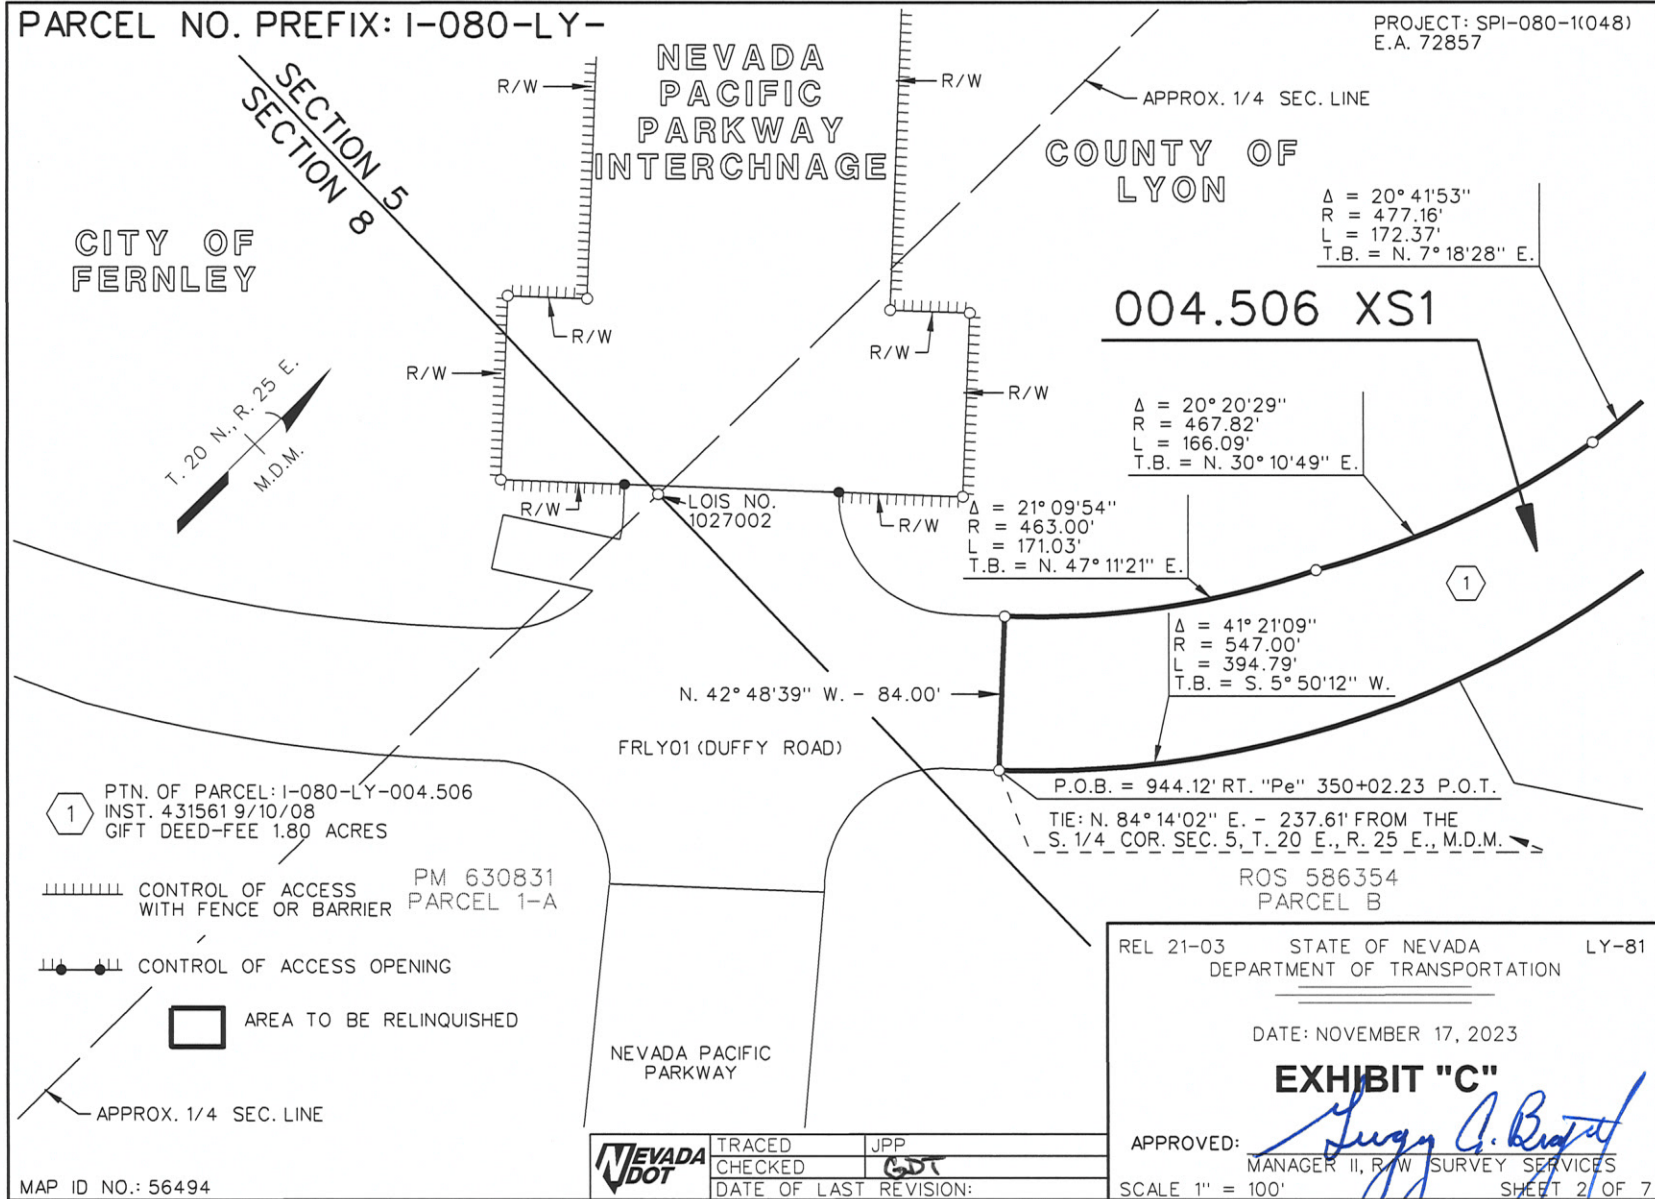 PARCEL NO. PREFIX: I-080-LY-
PROJECT: SPI-080-1(048)
E.A. 72857
SECTION 5
SECTION 8
R/W
NEVADA
PACIFIC
PARKWAY
INTERCHNAGE
R/W
APPROX. 1/4 SEC. LINE
COUNTY OF
LYON
CITY OF
FERNLEY
Δ = 20° 41'53"
R = 477.16'
L = 172.37'
T.B. = N. 7° 18'28" E.
004.506 XS1
R/W
R/W
R/W
R/W
T. 20 N., R. 25 E.
M.D.M.
Δ = 20° 20'29"
R = 467.82'
L = 166.09'
T.B. = N. 30° 10'49" E.
R/W
LOIS NO.
1027002
R/W
Δ = 21° 09'54"
R = 463.00'
L = 171.03'
T.B. = N. 47° 11'21" E.
1
Δ = 41° 21'09"
R = 547.00'
L = 394.79'
T.B. = S. 5° 50'12" W.
N. 42° 48'39" W. - 84.00'
FRLY01 (DUFFY ROAD)
P.O.B. = 944.12' RT. "Pe" 350+02.23 P.O.T.
TIE: N. 84° 14'02" E. - 237.61' FROM THE
S. 1/4 COR. SEC. 5, T. 20 E., R. 25 E., M.D.M.
1
PTN. OF PARCEL: I-080-LY-004.506
INST. 431561 9/10/08
GIFT DEED-FEE 1.80 ACRES
CONTROL OF ACCESS
WITH FENCE OR BARRIER
PM 630831
PARCEL 1-A
ROS 586354
PARCEL B
CONTROL OF ACCESS OPENING
AREA TO BE RELINQUISHED
NEVADA PACIFIC
PARKWAY
APPROX. 1/4 SEC. LINE
MAP ID NO.: 56494
NEVADA
DOT
TRACED JPP
CHECKED GDT
DATE OF LAST REVISION:
REL 21-03 STATE OF NEVADA LY-81
DEPARTMENT OF TRANSPORTATION
DATE: NOVEMBER 17, 2023
EXHIBIT "C"
APPROVED:
MANAGER II, R/W SURVEY SERVICES
SCALE 1" = 100' SHEET 2 OF 7